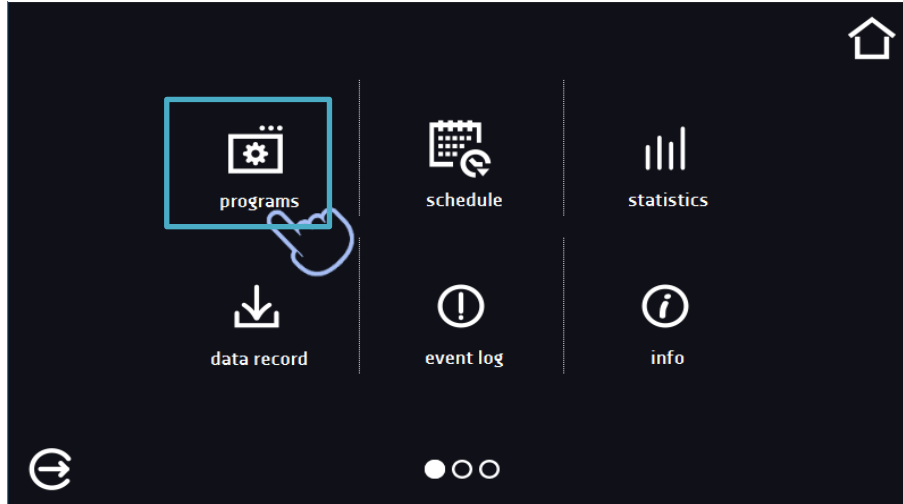 programs
schedule
statistics
data record
event log
info